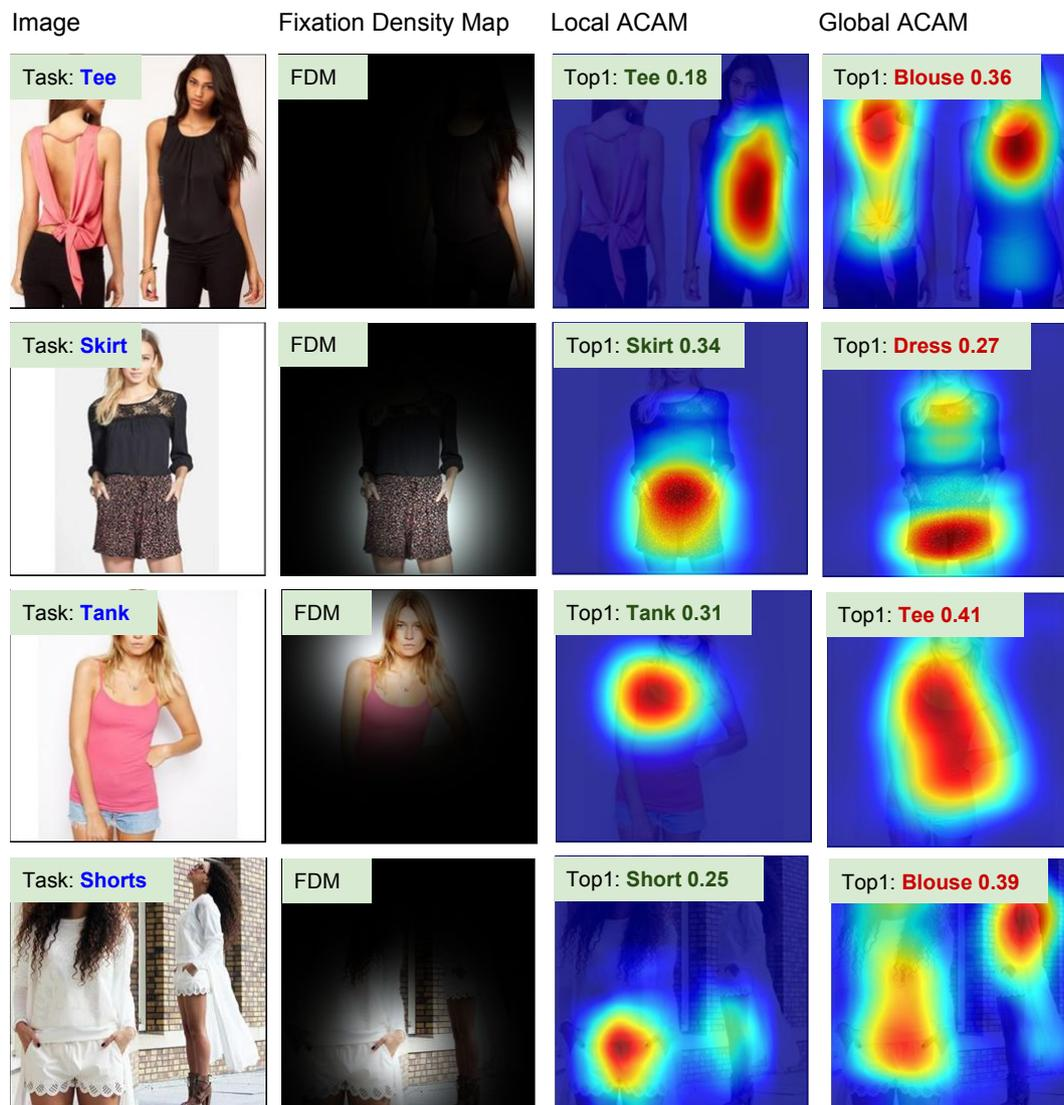 Image Fixation Density Map Local ACAM Global ACAM
Task: Tee FDM Top1: Tee 0.18 Top1: Blouse 0.36
Task: Skirt FDM Top1: Skirt 0.34 Top1: Dress 0.27
Task: Tank FDM Top1: Tank 0.31 Top1: Tee 0.41
Task: Shorts FDM Top1: Short 0.25 Top1: Blouse 0.39